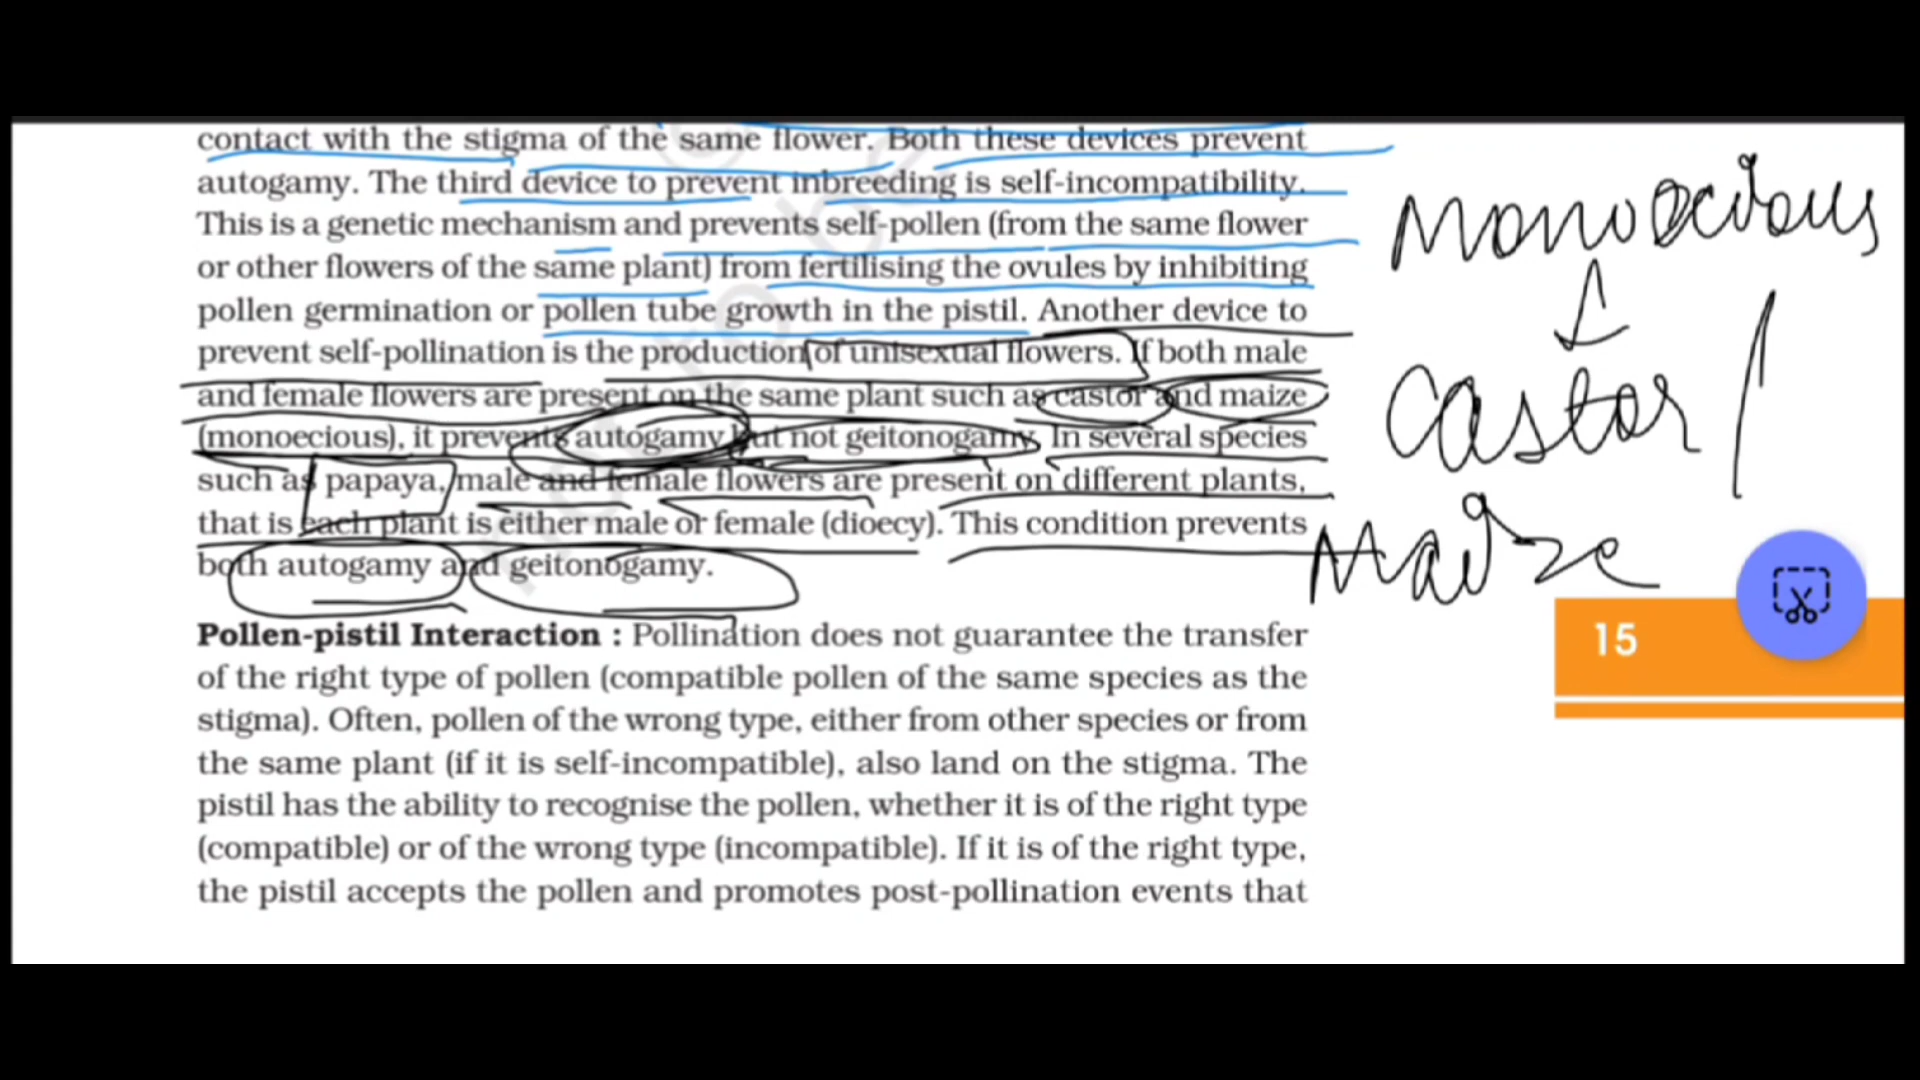 contact with the stigma of the same flower. Both these devices prevent
autogamy. The third device to prevent inbreeding is self-incompatibility.
This is a genetic mechanism and prevents self-pollen (from the same flower
or other flowers of the same plant) from fertilising the ovules by inhibiting
pollen germination or pollen tube growth in the pistil. Another device to
prevent self-pollination is the production of unisexual flowers. If both male
and female flowers are present on the same plant such as castor and maize
(monoecious), it prevents autogamy but not geitonogamy. In several species
such as papaya, male and female flowers are present on different plants,
that is each plant is either male or female (dioecy). This condition prevents
both autogamy and geitonogamy.
Pollen-pistil Interaction : Pollination does not guarantee the transfer
of the right type of pollen (compatible pollen of the same species as the
stigma). Often, pollen of the wrong type, either from other species or from
the same plant (if it is self-incompatible), also land on the stigma. The
pistil has the ability to recognise the pollen, whether it is of the right type
(compatible) or of the wrong type (incompatible). If it is of the right type,
the pistil accepts the pollen and promotes post-pollination events that
Monoecious
Castor
Maize
15